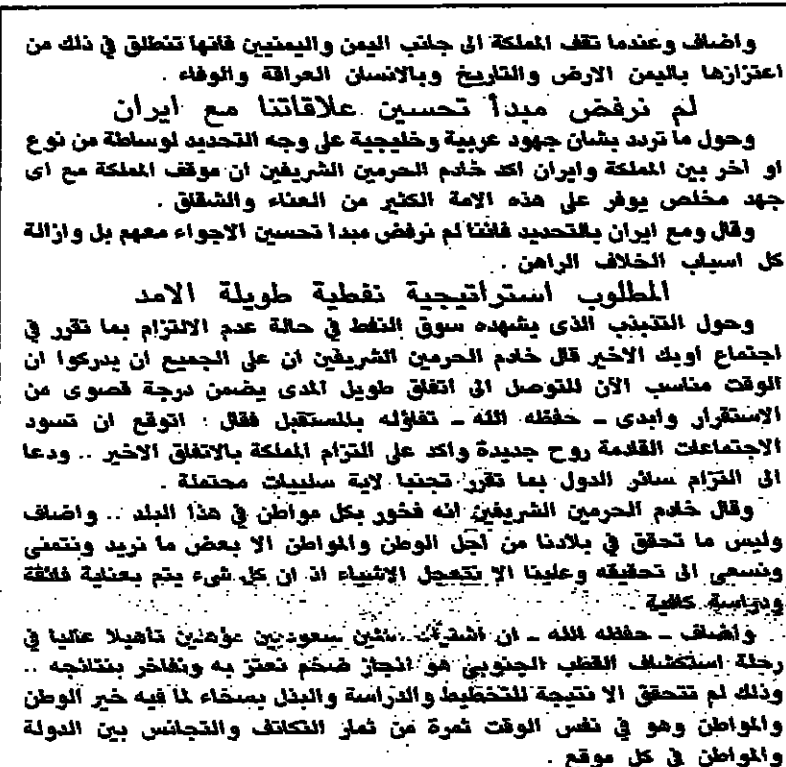 واضاف وعندما تقف المملكة الى جانب اليمن واليمنيين فانها تنطلق في ذلك من
اعتزازها باليمن الارض والتاريخ وبالانسان العراقة والوفاء .
لم نرفض مبدأ تحسين علاقاتنا مع ايران
وحول ما تردد بشان جهود عربية وخليجية على وجه التحديد لوساطة من نوع
او آخر بين المملكة وايران اكد خادم الحرمين الشريفين ان موقف المملكة مع اى
جهد مخلص يوفر على هذه الامة الكثير من العناء والشقاق .
وقال ومع ايران بالتحديد فاننا لم نرفض مبدا تحسين الاجواء معهم بل وازالة
كل اسباب الخلاف الراهن .
المطلوب استراتيجية نفطية طويلة الامد
وحول التذبذب الذى يشهده سوق النفط في حالة عدم الالتزام بما تقرر في
اجتماع أوبك الاخير قال خادم الحرمين الشريفين ان على الجميع ان يدركوا ان
الوقت مناسب الآن للتوصل الى اتفاق طويل المدى يضمن درجة قصوى من
الاستقرار وابدى ـ حفظه الله ـ تفاؤله بالمستقبل فقال : اتوقع ان تسود
الاجتماعات القادمة روح جديدة واكد على التزام المملكة بالاتفاق الاخير .. ودعا
الى التزام سائر الدول بما تقرر تجنبا لاية سلبيات محتملة .
وقال خادم الحرمين الشريفين انه فخور بكل مواطن في هذا البلد .. واضاف
وليس ما تحقق في بلادنا من أجل الوطن والمواطن الا بعض ما نريد ونتمنى
ونسعى الى تحقيقه وعلينا الا نتعجل الاشياء اذ ان كل شىء يتم بعناية فائقة
ودراسة كافية .
واضاف ـ حفظه الله ـ ان اشتراك سعوديين مؤهلين تأهيلا عاليا في
رحلة استكشاف القطب الجنوبي هو انجاز ضخم نعتز به ونفاخر بنتائجه ..
وذلك لم تتحقق الا نتيجة للتخطيط والدراسة والبذل بسخاء لما فيه خير الوطن
والمواطن وهو في نفس الوقت ثمرة من ثمار التكاتف والتجانس بين الدولة
والمواطن في كل موقع .